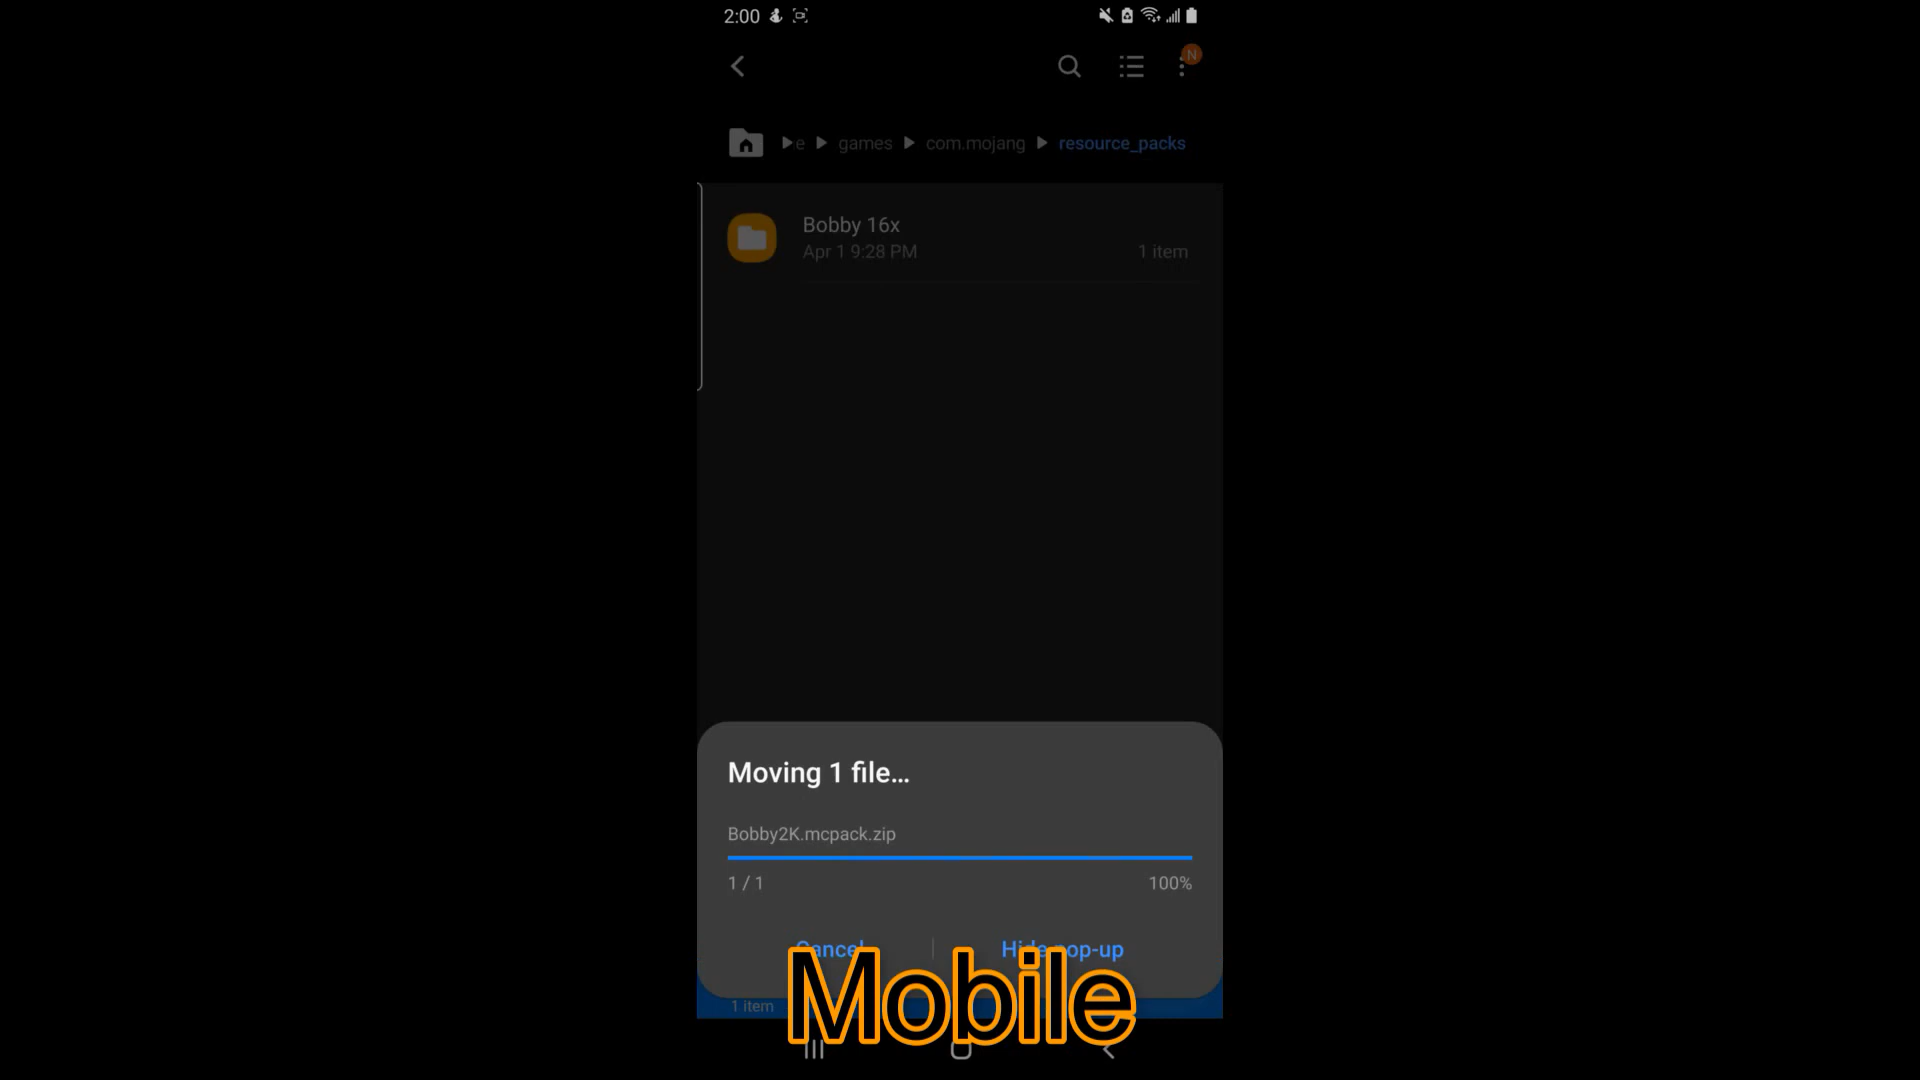 2:00
N
e ▶ games ▶ com.mojang ▶ resource_packs
Bobby 16x
Apr 1 9:28 PM
1 item
Moving 1 file...
Bobby2K.mcpack.zip
1 / 1
100%
Cancel
Hide pop-up
1 item
Mobile